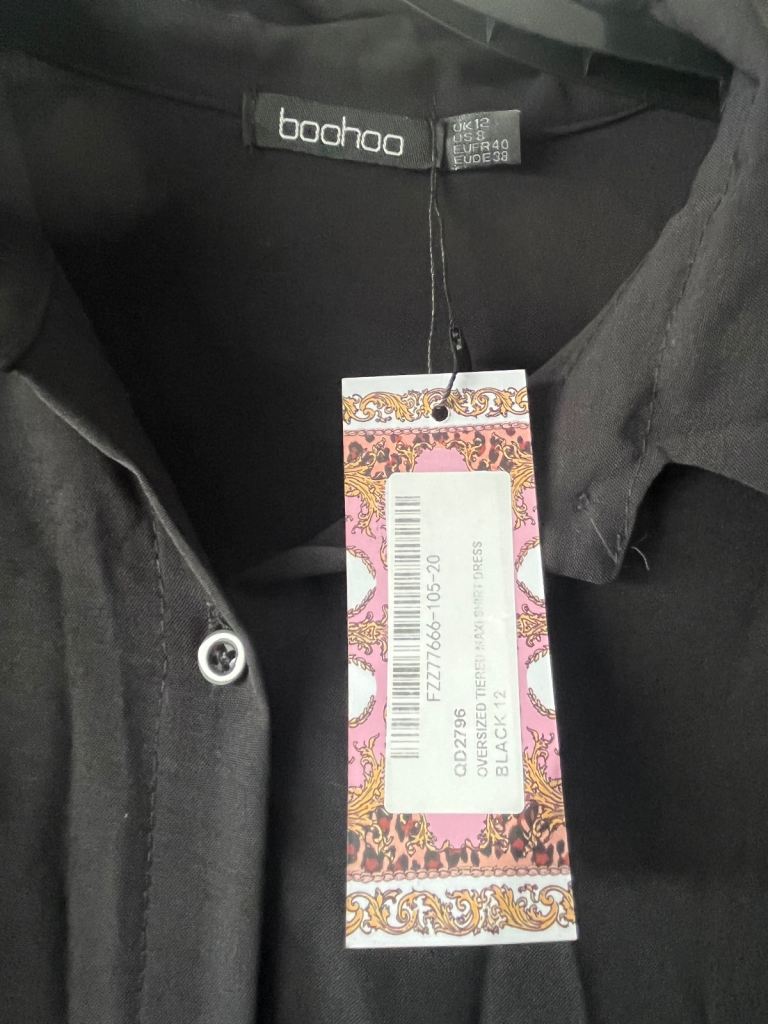 boohoo
UK12
US8
EUFR40
EUDE38
FZZ77666-105-20
QD2796
OVERSIZED TIERED MAXI SHIRT DRESS
BLACK 12